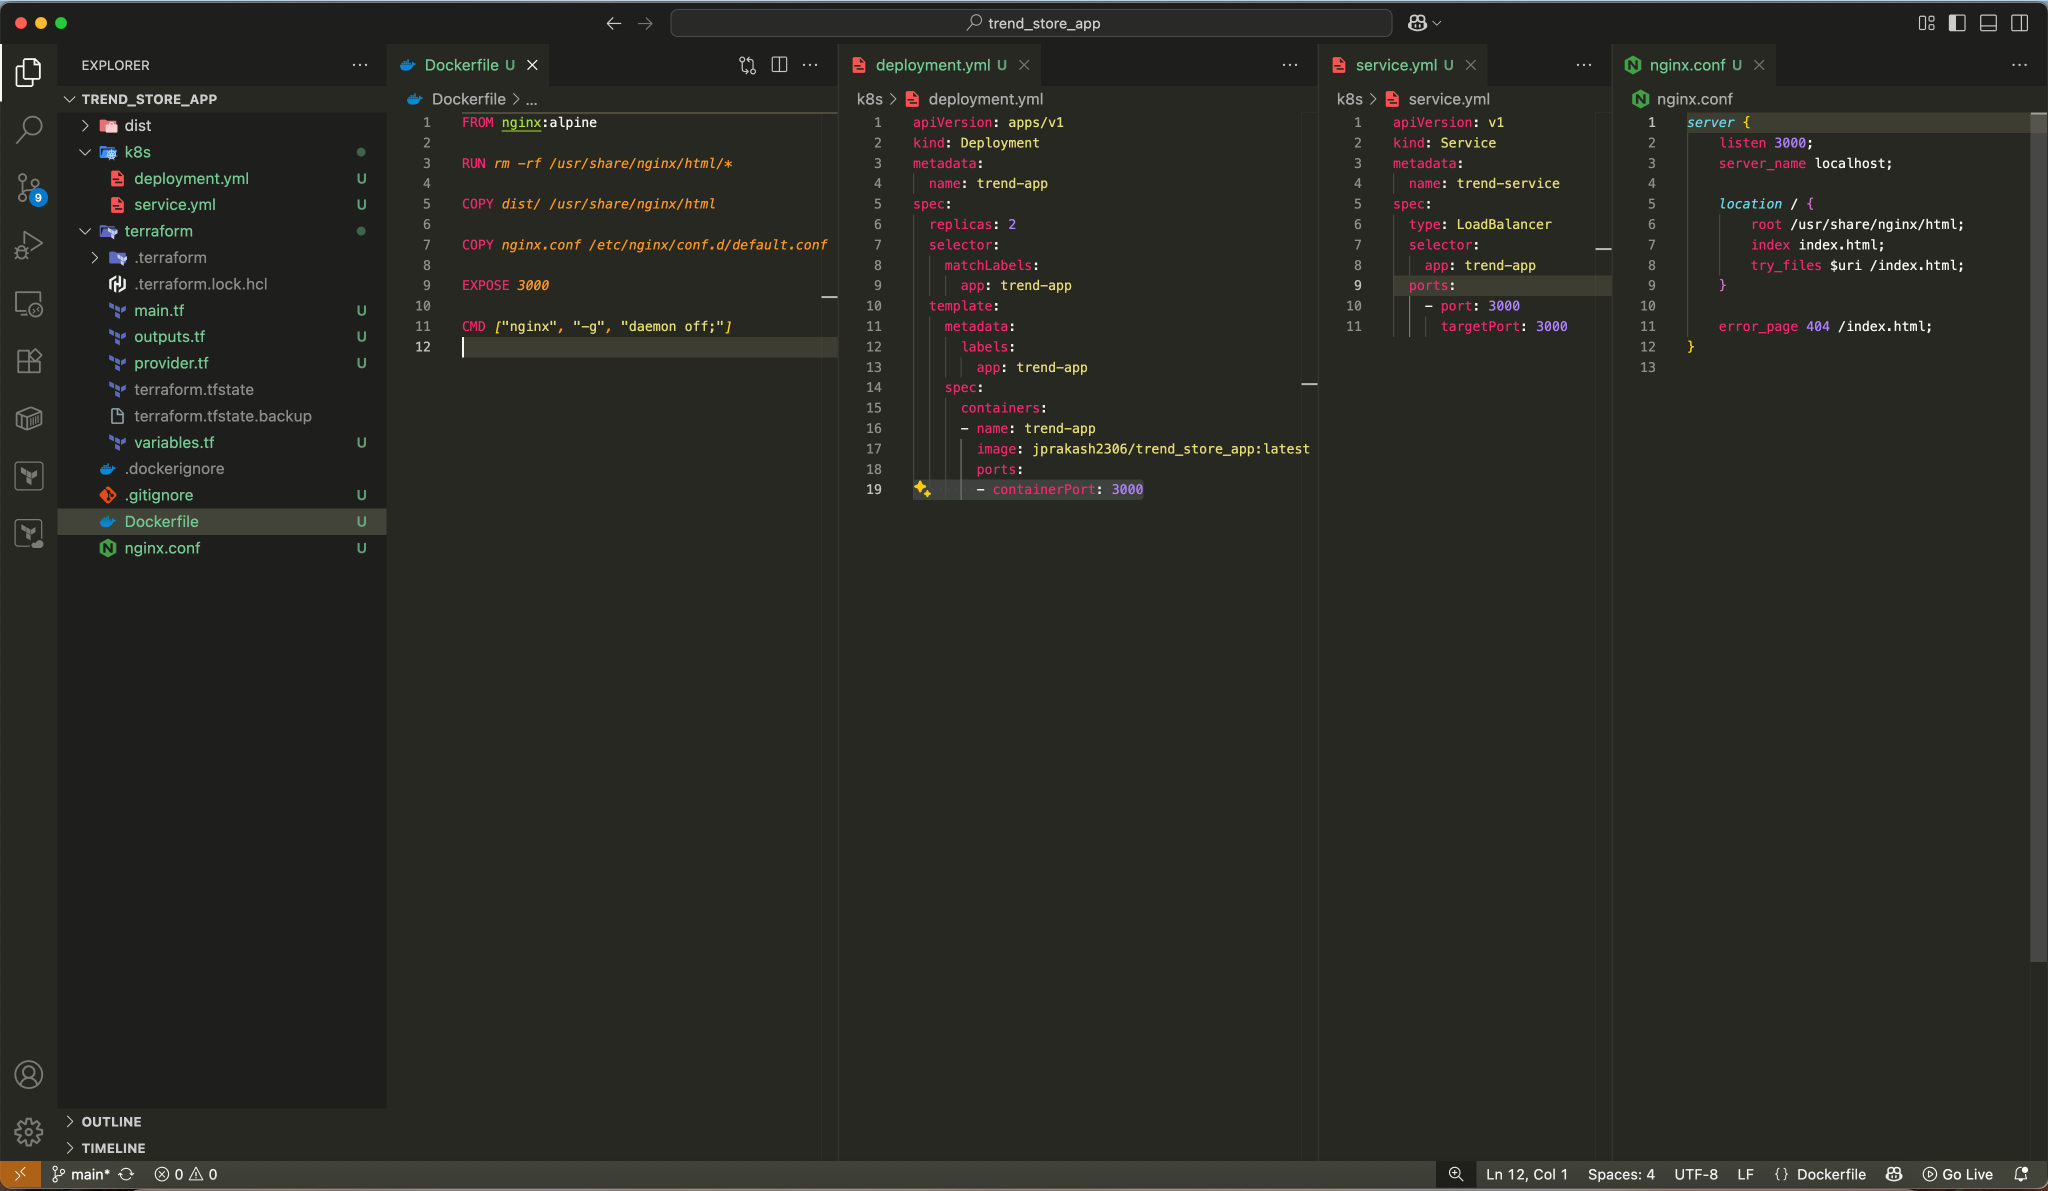 trend_store_app
EXPLORER
TREND_STORE_APP
dist
k8s
deployment.yml U
service.yml U
terraform
.terraform
.terraform.lock.hcl
main.tf U
outputs.tf U
provider.tf U
terraform.tfstate
terraform.tfstate.backup
variables.tf U
.dockerignore
.gitignore U
Dockerfile U
nginx.conf U
OUTLINE
TIMELINE
9
Dockerfile U
Dockerfile > ...
1 FROM nginx:alpine
2
3 RUN rm -rf /usr/share/nginx/html/*
4
5 COPY dist/ /usr/share/nginx/html
6
7 COPY nginx.conf /etc/nginx/conf.d/default.conf
8
9 EXPOSE 3000
10
11 CMD ["nginx", "-g", "daemon off;"]
12
deployment.yml U
k8s > deployment.yml
1 apiVersion: apps/v1
2 kind: Deployment
3 metadata:
4 name: trend-app
5 spec:
6 replicas: 2
7 selector:
8 matchLabels:
9 app: trend-app
10 template:
11 metadata:
12 labels:
13 app: trend-app
14 spec:
15 containers:
16 - name: trend-app
17 image: jprakash2306/trend_store_app:latest
18 ports:
19 - containerPort: 3000
service.yml U
k8s > service.yml
1 apiVersion: v1
2 kind: Service
3 metadata:
4 name: trend-service
5 spec:
6 type: LoadBalancer
7 selector:
8 app: trend-app
9 ports:
10 - port: 3000
11 targetPort: 3000
nginx.conf U
nginx.conf
1 server {
2 listen 3000;
3 server_name localhost;
4
5 location / {
6 root /usr/share/nginx/html;
7 index index.html;
8 try_files $uri /index.html;
9 }
10
11 error_page 404 /index.html;
12 }
13
main* 0 0
Ln 12, Col 1 Spaces: 4 UTF-8 LF {} Dockerfile Go Live